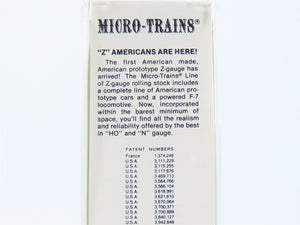 MICRO-TRAINS®
"Z" AMERICANS ARE HERE!
The first American made,
American prototype Z-gauge has
arrived! The Micro-Trains® Line
of Z-gauge rolling stock includes
a complete line of American pro-
totype cars and a powered F-7
locomotive. Now, incorporated
within the barest minimum of
space, you'll find all the realism
and reliability offered by the best
in "HO" and "N" gauge.
PATENT NUMBERS
France 1,374,249
U.S.A. 3,111,229
U.S.A. 3,115,255
U.S.A. 3,117,676
U.S.A. 3,469,713
U.S.A. 3,564,766
U.S.A. 3,566,104
U.S.A. 3,618,991
U.S.A. 3,621,610
U.S.A. 3,670,064
U.S.A. 3,700,371
U.S.A. 3,700,889
U.S.A. 3,840,127
U.S.A. 3,942,648